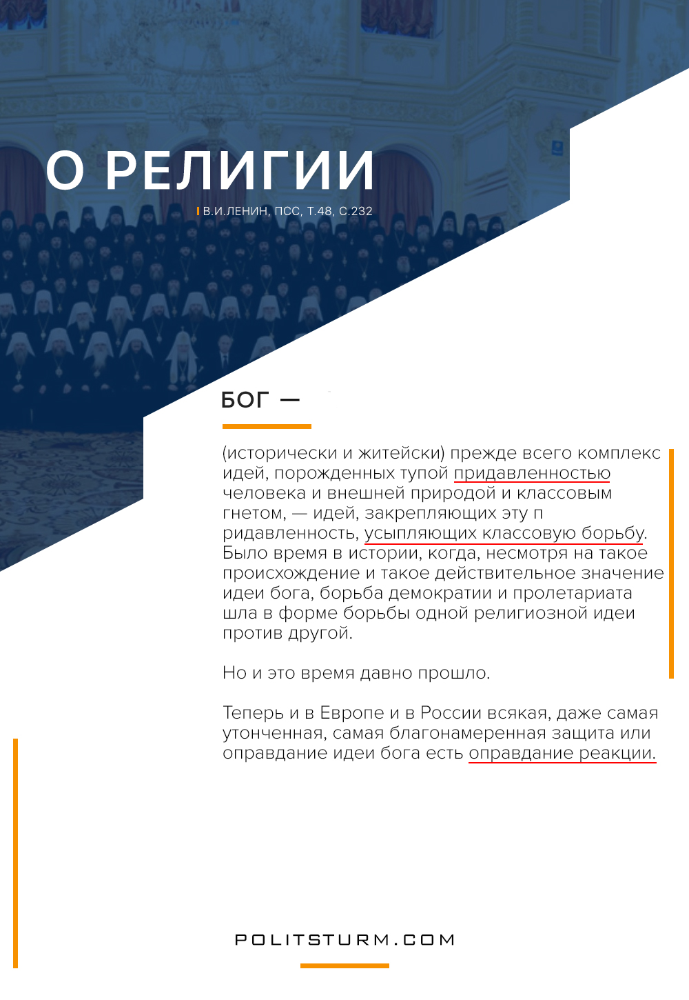 О РЕЛИГИИ
В.И.ЛЕНИН, ПСС, Т.48, С.232
БОГ —
(исторически и житейски) прежде всего комплекс
идей, порожденных тупой придавленностью
человека и внешней природой и классовым
гнетом, — идей, закрепляющих эту п
ридавленность, усыпляющих классовую борьбу.
Было время в истории, когда, несмотря на такое
происхождение и такое действительное значение
идеи бога, борьба демократии и пролетариата
шла в форме борьбы одной религиозной идеи
против другой.
Но и это время давно прошло.
Теперь и в Европе и в России всякая, даже самая
утонченная, самая благонамеренная защита или
оправдание идеи бога есть оправдание реакции.
POLITSTURM.COM